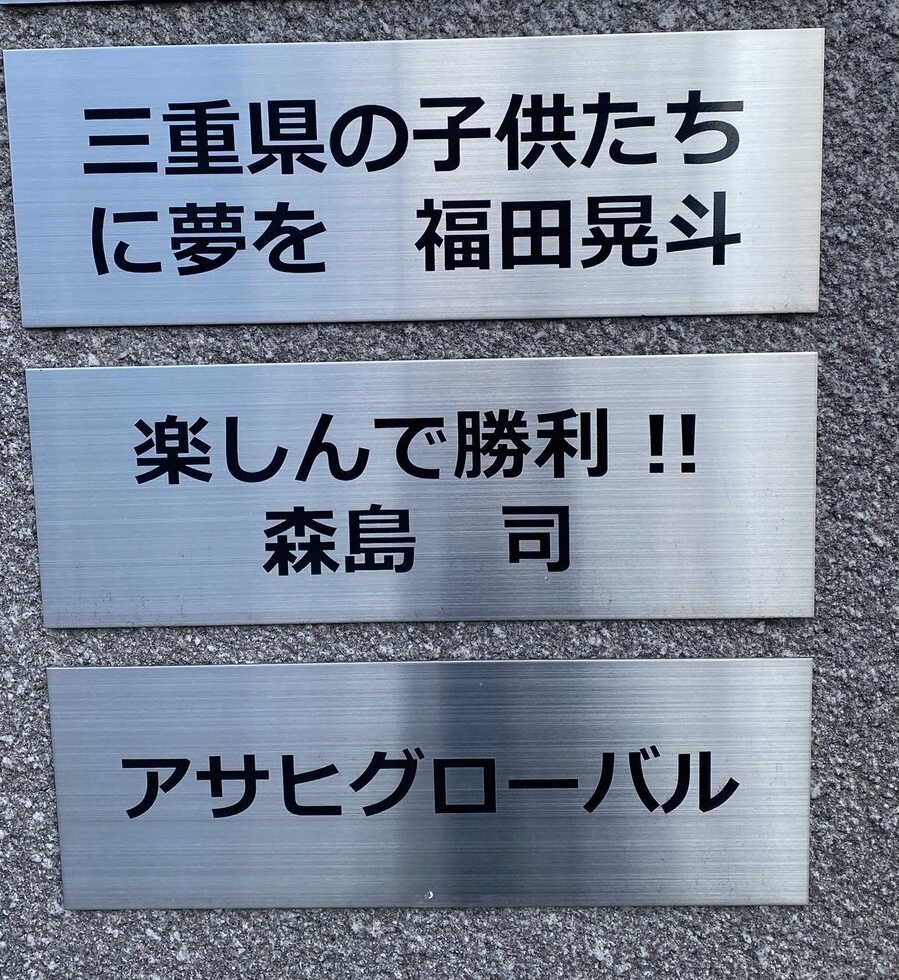 三重県の子供たち
に夢を　福田晃斗
楽しんで勝利!!
森島　司
アサヒグローバル